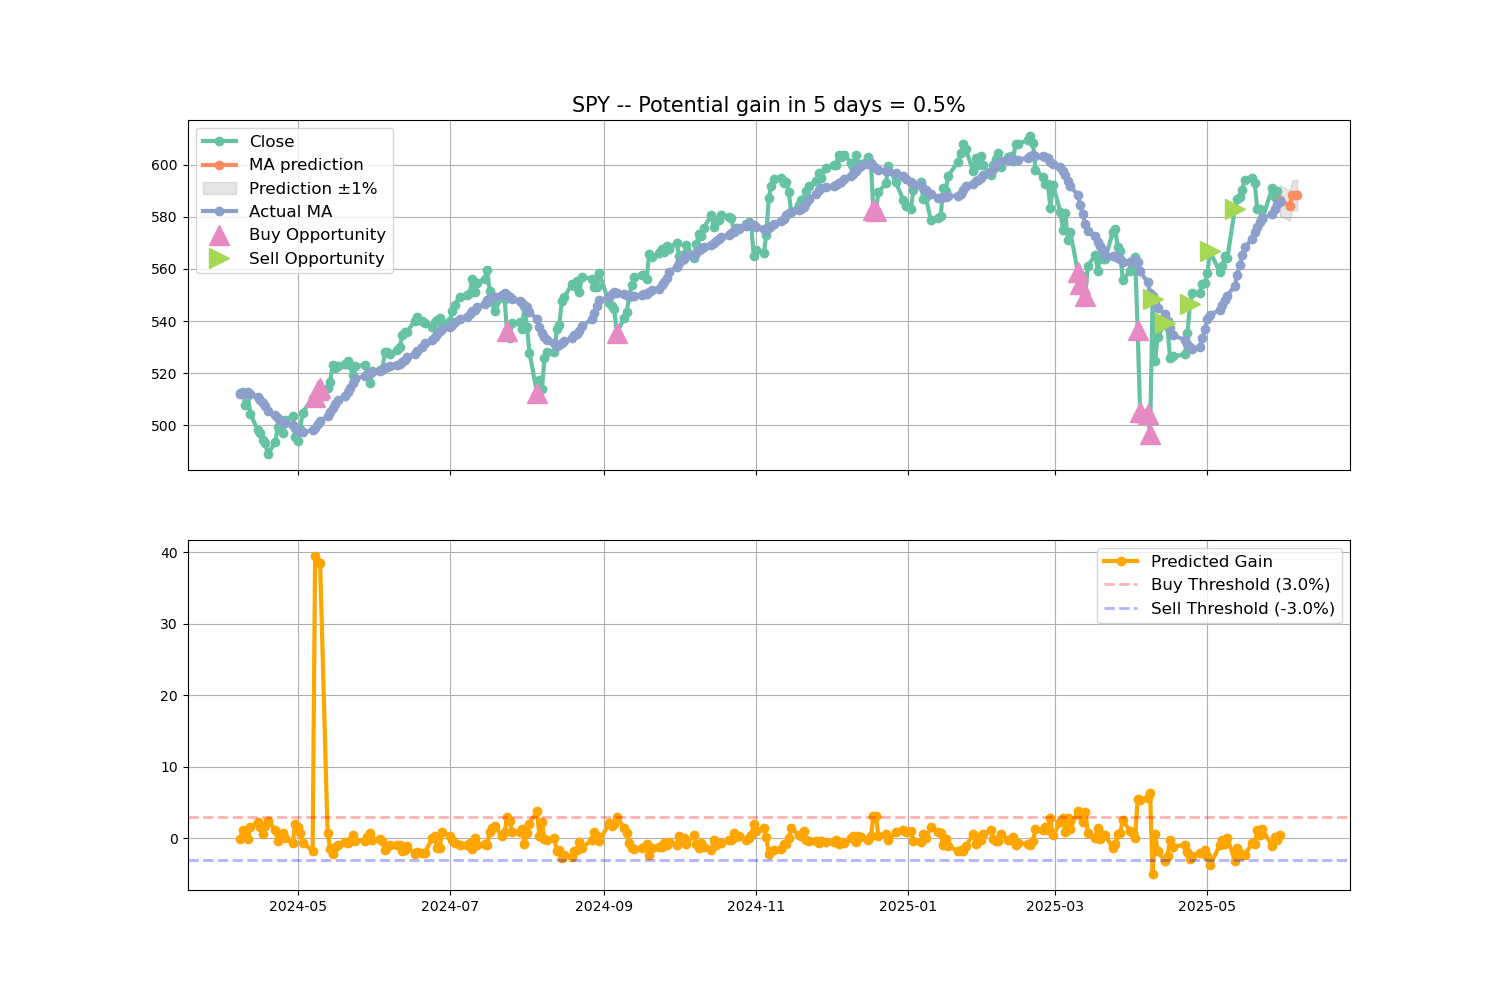 SPY -- Potential gain in 5 days = 0.5%
Close
MA prediction
Prediction ±1%
Actual MA
Buy Opportunity
Sell Opportunity
600
580
560
540
520
500
Predicted Gain
Buy Threshold (3.0%)
Sell Threshold (-3.0%)
40
30
20
10
0
2024-05 2024-07 2024-09 2024-11 2025-01 2025-03 2025-05